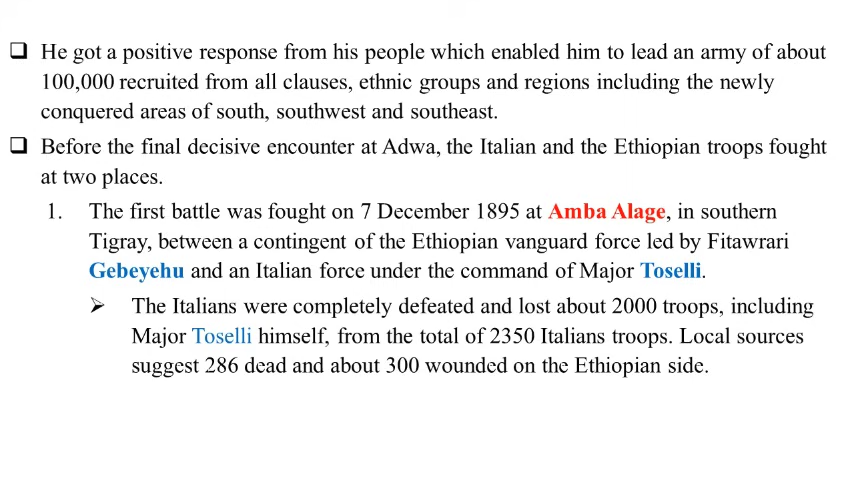 ❑ He got a positive response from his people which enabled him to lead an army of about
100,000 recruited from all clauses, ethnic groups and regions including the newly
conquered areas of south, southwest and southeast.
❑ Before the final decisive encounter at Adwa, the Italian and the Ethiopian troops fought
at two places.
1. The first battle was fought on 7 December 1895 at Amba Alage, in southern
Tigray, between a contingent of the Ethiopian vanguard force led by Fitawrari
Gebeyehu and an Italian force under the command of Major Toselli.
➢ The Italians were completely defeated and lost about 2000 troops, including
Major Toselli himself, from the total of 2350 Italians troops. Local sources
suggest 286 dead and about 300 wounded on the Ethiopian side.